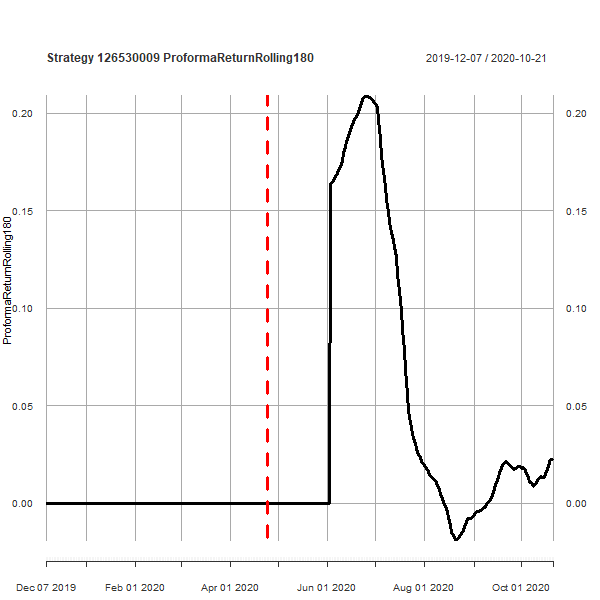 Strategy 126530009 ProformaReturnRolling180
2019-12-07 / 2020-10-21
ProformaReturnRolling180
0.20 0.20
0.15 0.15
0.10 0.10
0.05 0.05
0.00 0.00
Dec 07 2019 Feb 01 2020 Apr 01 2020 Jun 01 2020 Aug 01 2020 Oct 01 2020